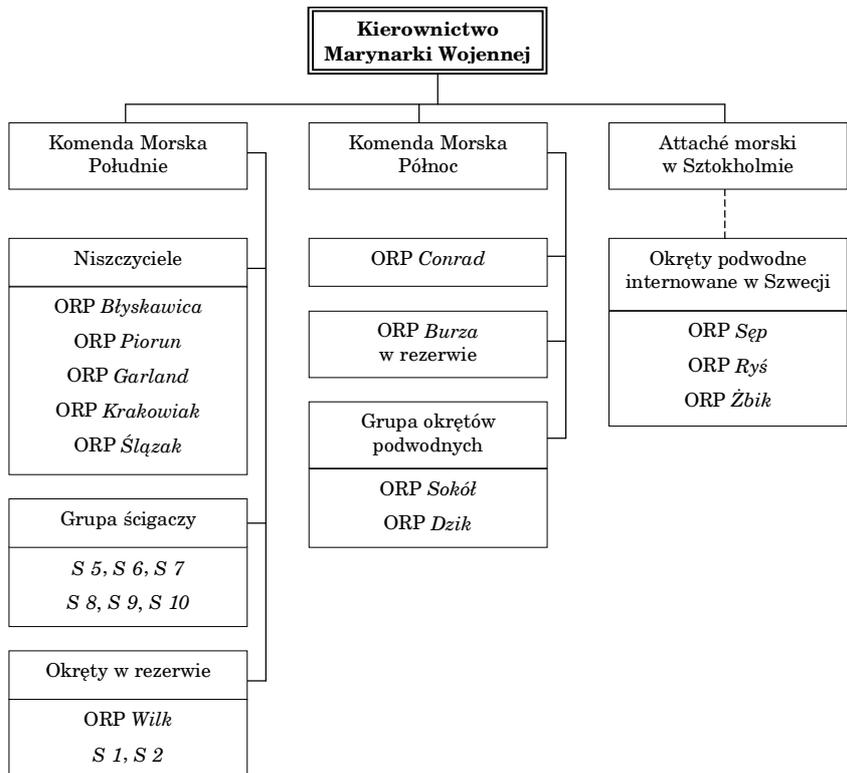 Kierownictwo
Marynarki Wojennej
Komenda Morska
Południe
Niszczyciele
ORP Błyskawica
ORP Piorun
ORP Garland
ORP Krakowiak
ORP Ślązak
Grupa ścigaczy
S 5, S 6, S 7
S 8, S 9, S 10
Okręty w rezerwie
ORP Wilk
S 1, S 2
Komenda Morska
Północ
ORP Conrad
ORP Burza
w rezerwie
Grupa okrętów
podwodnych
ORP Sokół
ORP Dzik
Attaché morski
w Sztokholmie
Okręty podwodne
internowane w Szwecji
ORP Sęp
ORP Ryś
ORP Żbik